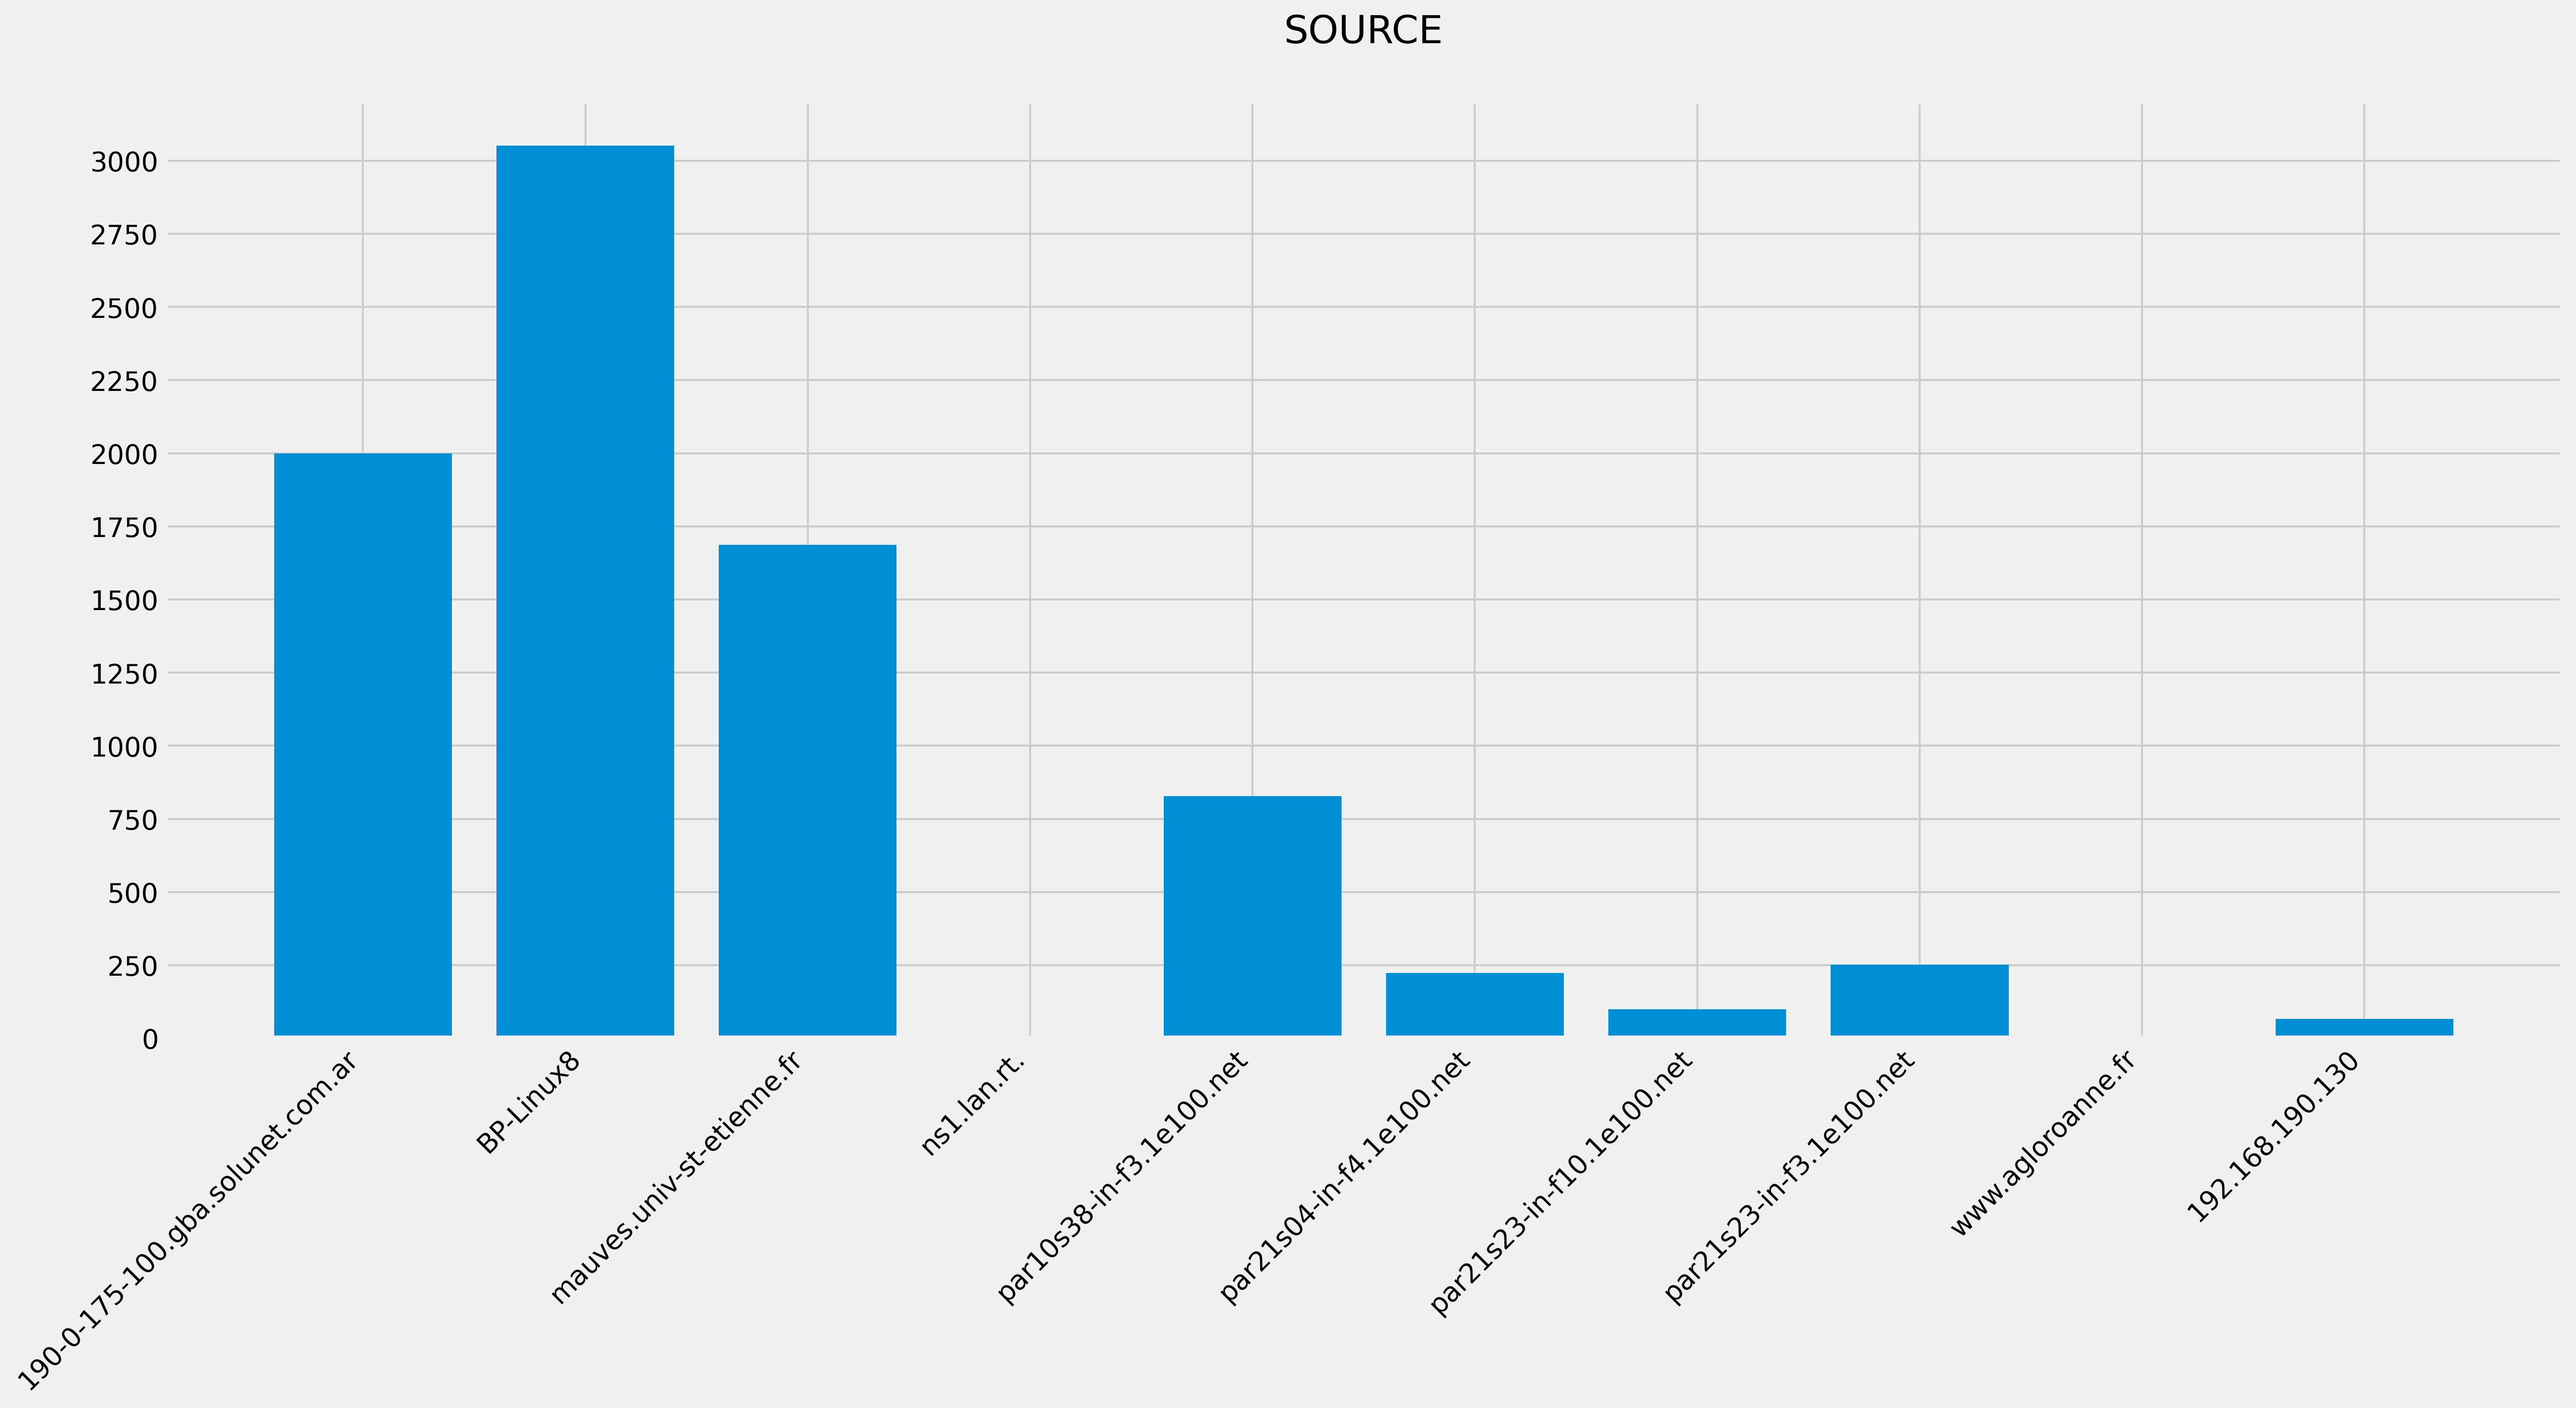 SOURCE
3000
2750
2500
2250
2000
1750
1500
1250
1000
750
500
250
0
190-0-175-100.gba.solunet.com.ar
BP-Linux8
mauves.univ-st-etienne.fr
ns1.lan.rt.
par10s38-in-f3.1e100.net
par21s04-in-f4.1e100.net
par21s23-in-f10.1e100.net
par21s23-in-f3.1e100.net
www.agloroanne.fr
192.168.190.130